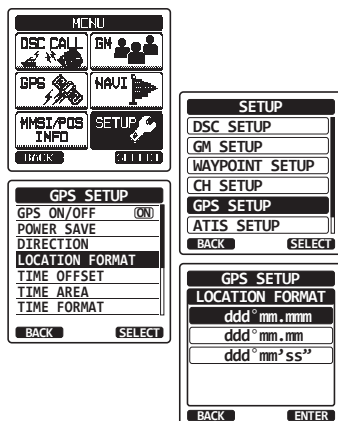 MENU
DSC CALL GM
GPS NAVI
MMSI/POS INFO SETUP
BACK SELECT
SETUP
DSC SETUP
GM SETUP
WAYPOINT SETUP
CH SETUP
GPS SETUP
ATIS SETUP
BACK SELECT
GPS SETUP
GPS ON/OFF ON
POWER SAVE
DIRECTION
LOCATION FORMAT
TIME OFFSET
TIME AREA
TIME FORMAT
BACK SELECT
GPS SETUP
LOCATION FORMAT
ddd°mm.mmm
ddd°mm.mm
ddd°mm’ss”
BACK ENTER